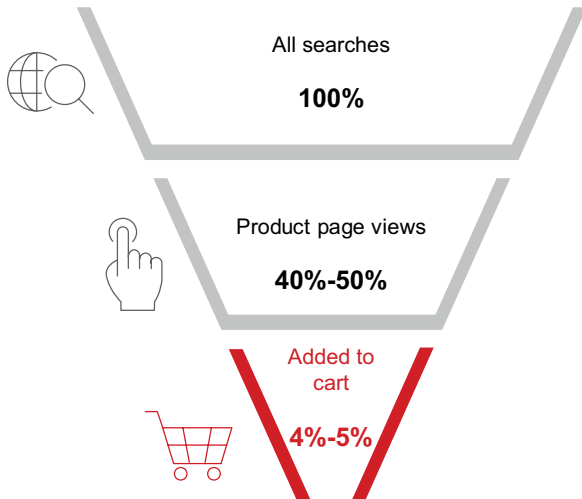 All searches
100%
Product page views
40%-50%
Added to
cart
4%-5%